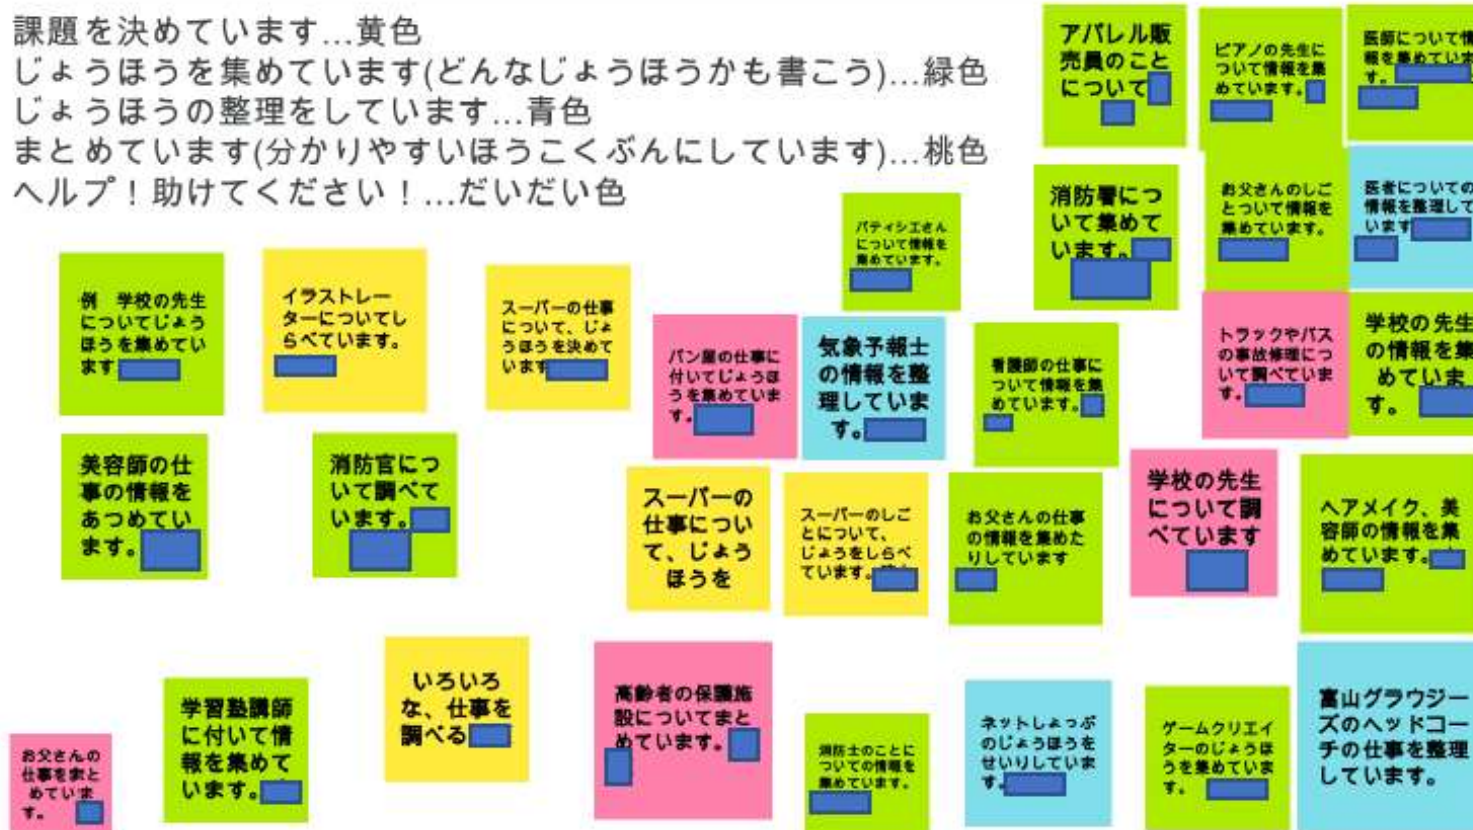 課題を決めています…黄色
じょうほうを集めています(どんなじょうほうかも書こう)…緑色
じょうほうの整理をしています…青色
まとめています(分かりやすいほうこくぶんにしています)…桃色
ヘルプ！助けてください！…だいだい色
アパレル販
売員のこと
について
ピアノの先生に
ついて情報を集
めています。
医師について情
報を集めていま
す。
消防署につ
いて集めて
います。
お父さんのしご
とついて情報を
集めています。
医者についての
情報を整理して
います
パティシエさん
について情報を
集めています。
例　学校の先生
についてじょう
ほうを集めてい
ます
イラストレー
ターについてし
らべています。
スーパーの仕事
について、じょ
うほうを決めて
います
パン屋の仕事に
付いてじょうほ
うを集めていま
す。
気象予報士
の情報を整
理していま
す。
看護師の仕事に
ついて情報を集
めています。
トラックやバス
の事故修理につ
いて調べていま
す。
学校の先生
の情報を集
めていま
す。
美容師の仕
事の情報を
あつめてい
ます。
消防官につ
いて調べて
います。
スーパーの
仕事につい
て、じょう
ほうを
スーパーのしご
とについて、
じょうをしらべ
ています。
お父さんの仕事
の情報を集めた
りしています
学校の先生
について調
べています
ヘアメイク、美
容師の情報を集
めています。
お父さんの
仕事をまと
めていま
す。
学習塾講師
に付いて情
報を集めて
います。
いろいろ
な、仕事を
調べる
高齢者の保護施
設についてまと
めています。
消防士のことに
ついての情報を
集めています。
ネットしょっぷ
のじょうほうを
せいりしていま
す。
ゲームクリエイ
ターのじょうほ
うを集めていま
す。
富山グラウジー
ズのヘッドコー
チの仕事を整理
しています。